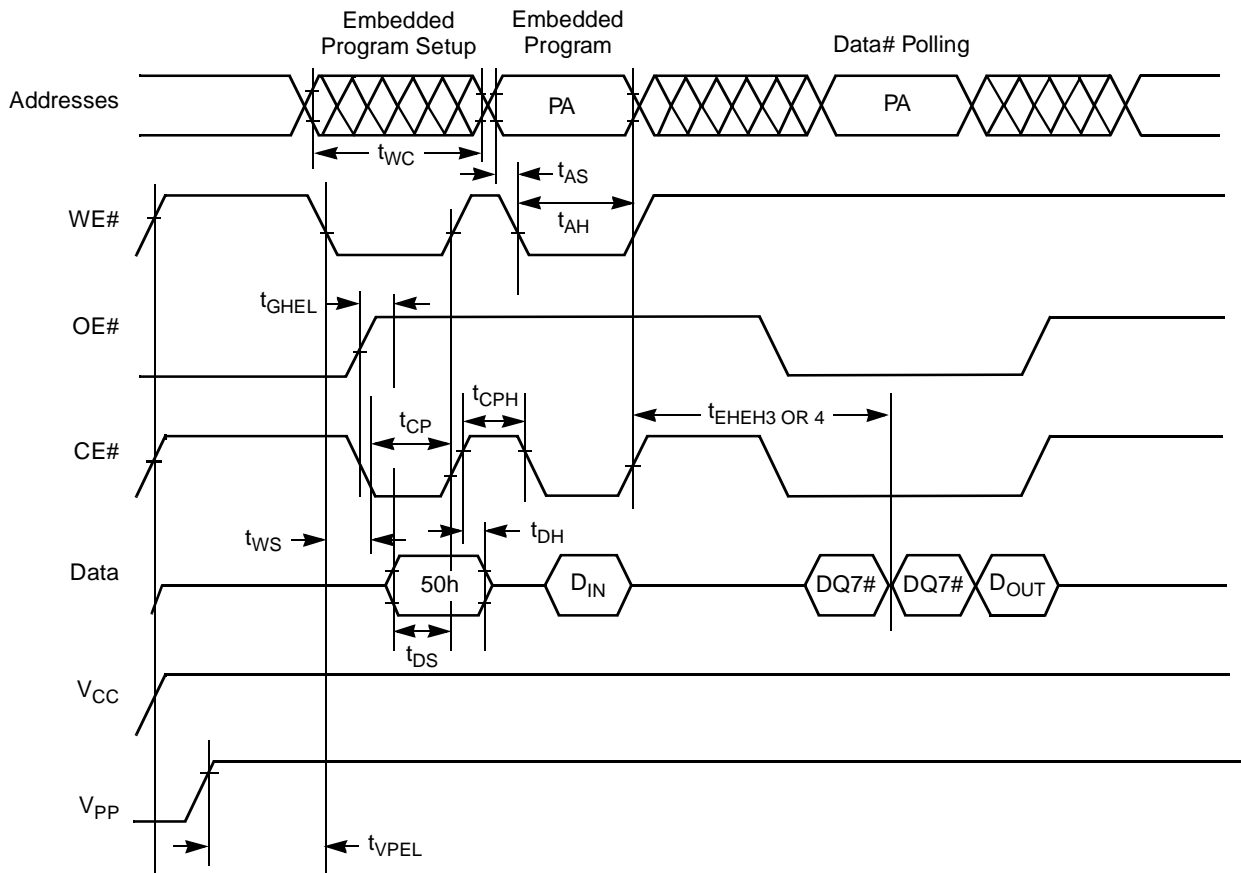 Embedded
Program Setup
Embedded
Program
Data# Polling
Addresses
PA
PA
tWC
tAS
WE#
tAH
tGHEL
OE#
tCPH
tCP
tEHEH3 OR 4
CE#
tWS
tDH
Data
50h
DIN
DQ7#
DQ7#
DOUT
tDS
VCC
VPP
tVPEL